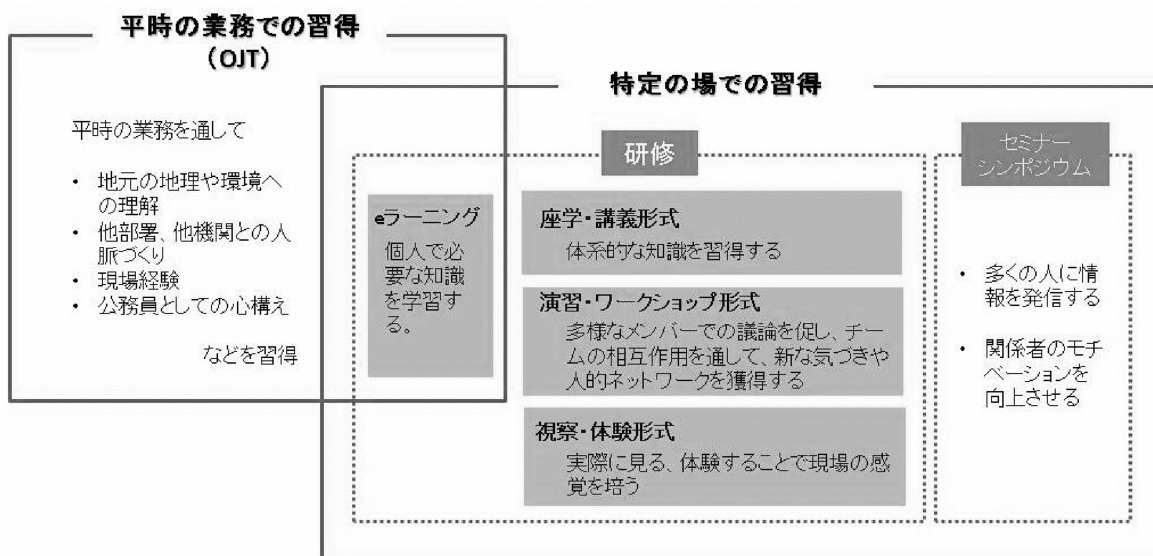 平時の業務での習得
（OJT）
平時の業務を通して
・ 地元の地理や環境へ
の理解
・ 他部署、他機関との人
脈づくり
・ 現場経験
・ 公務員としての心構え
などを習得
特定の場での習得
研修
eラーニング
個人で必
要な知識
を学習す
る。
座学・講義形式
体系的な知識を習得する
演習・ワークショップ形式
多様なメンバーでの議論を促し、チー
ムの相互作用を通して、新な気づきや
人的ネットワークを獲得する
視察・体験形式
実際に見る、体験することで現場の感
覚を培う
セミナー
シンポジウム
・ 多くの人に情
報を発信する
・ 関係者のモチ
ベーションを
向上させる